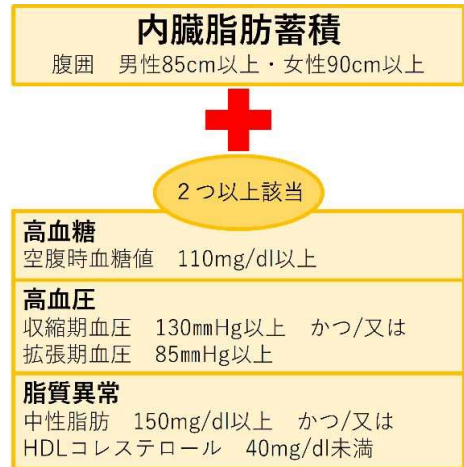 内臓脂肪蓄積
腹囲　男性85cm以上・女性90cm以上
２つ以上該当
高血糖
空腹時血糖値　110mg/dl以上
高血圧
収縮期血圧　130㎜Hg以上　かつ/又は
拡張期血圧　85㎜Hg以上
脂質異常
中性脂肪　150mg/dl以上　かつ/又は
HDLコレステロール　40mg/dl未満